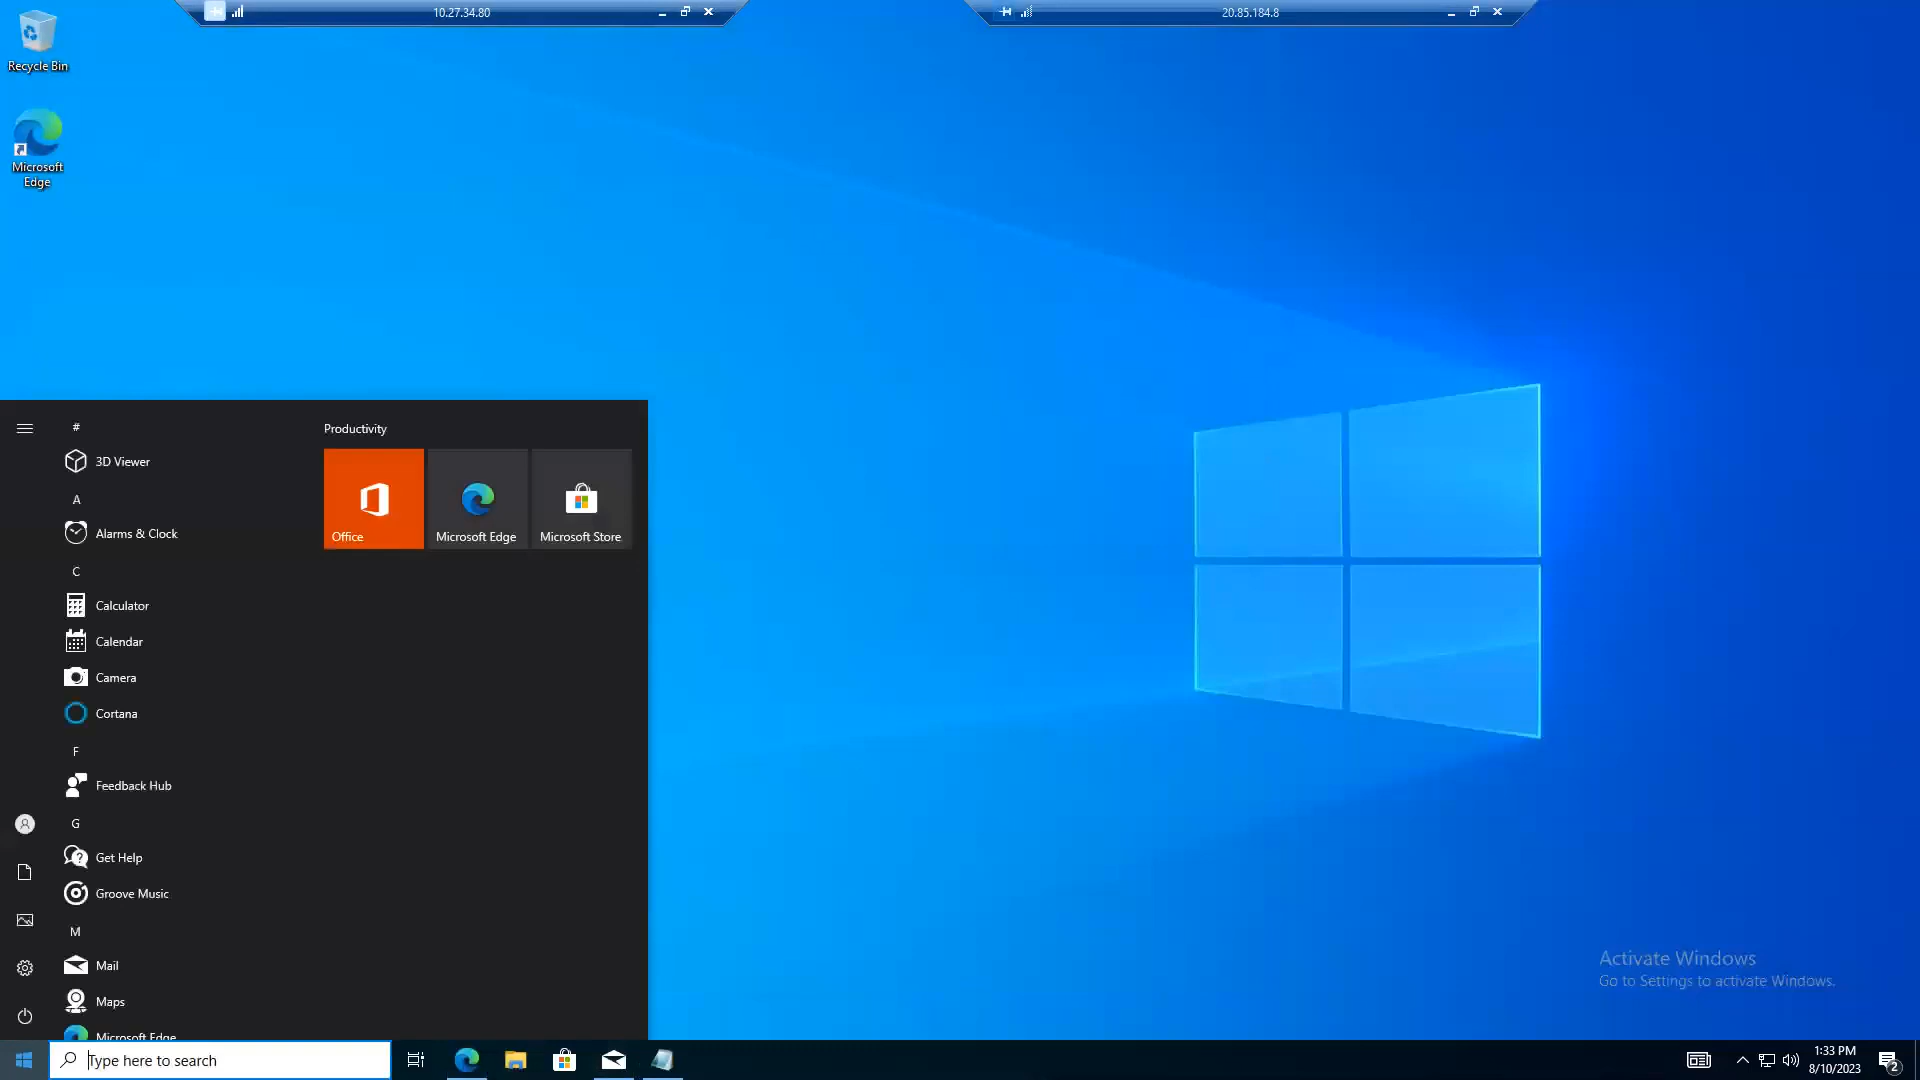 10.27.34.80
20.85.184.8
Recycle Bin
Microsoft
Edge
#
3D Viewer
A
Alarms & Clock
C
Calculator
Calendar
Camera
Cortana
F
Feedback Hub
G
Get Help
Groove Music
M
Mail
Maps
Microsoft Edge
Productivity
Office
Microsoft Edge
Microsoft Store
Activate Windows
Go to Settings to activate Windows.
Type here to search
1:33 PM
8/10/2023
2